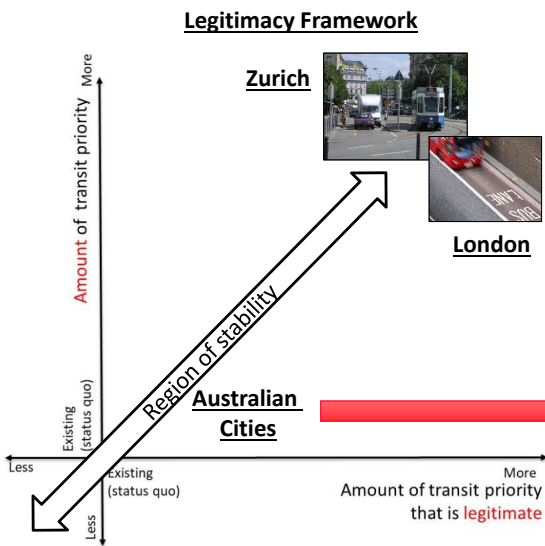 Legitimacy Framework
Zurich
More
Amount of transit priority
BUS
LANE
London
Region of stability
Australian
Cities
Existing
(status quo)
Less
Existing
(status quo)
More
Less
Amount of transit priority
that is legitimate